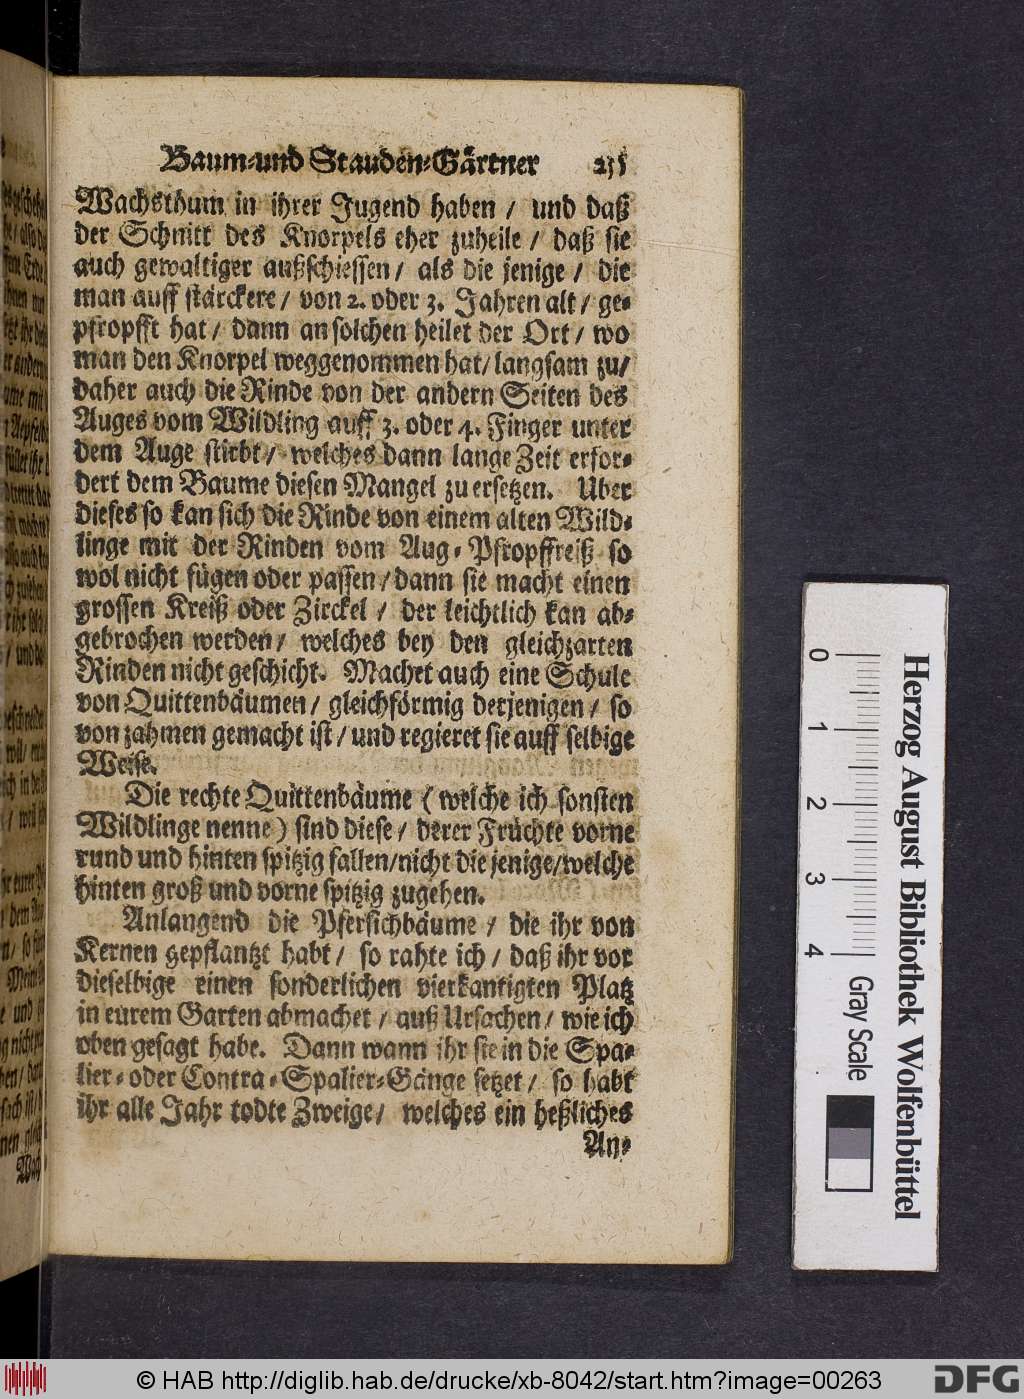 Baum-und Stauden-Gärtner 235
Wachsthum in ihrer Jugend haben / und daß
der Schnitt des Knorpels eher zuheile / daß sie
auch gewaltiger außschiessen / als die jenige / die
man auff stärckere / von 2. oder 3. Jahren alt / ge-
pfropfft hat / dann an solchen heilet der Ort / wo
man den Knorpel weggenommen hat / langsam zu /
daher auch die Rinde von der andern Seiten des
Auges vom Wildling auff 3. oder 4. Finger unter
dem Auge stirbt / welches dann lange Zeit erfor-
dert dem Baume diesen Mangel zu ersetzen. Uber
dieses so kan sich die Rinde von einem alten Wild-
linge mit der Rinden vom Aug-Pfropffreiß so
wol nicht fügen oder passen / dann sie macht einen
grossen Kreiß oder Zirckel / der leichtlich kan ab-
gebrochen werden / welches bey den gleichzarten
Rinden nicht geschicht. Machet auch eine Schule
von Quittenbäumen / gleichförmig derjenigen / so
von zahmen gemacht ist / und regieret sie auff selbige
Weise.
Die rechte Quittenbäume ( welche ich sonsten
Wildlinge nenne ) sind diese / derer Früchte vorne
rund und hinten spitzig fallen / nicht die jenige / welche
hinten groß und vorne spitzig zugehen.
Anlangend die Pfersichbäume / die ihr von
Kernen gepflantzt habt / so rahte ich / daß ihr vor
dieselbige einen sonderlichen vierkantigten Platz
in eurem Garten abmachet / auß Ursachen / wie ich
oben gesagt habe. Dann wann ihr sie in die Spa-
lier- oder Contra-Spalier-Gänge setzet / so habt
ihr alle Jahr todte Zweige / welches ein heßliches
An-
0 1 2 3 4 Gray Scale
Herzog August Bibliothek Wolfenbüttel
© HAB http://diglib.hab.de/drucke/xb-8042/start.htm?image=00263
DFG